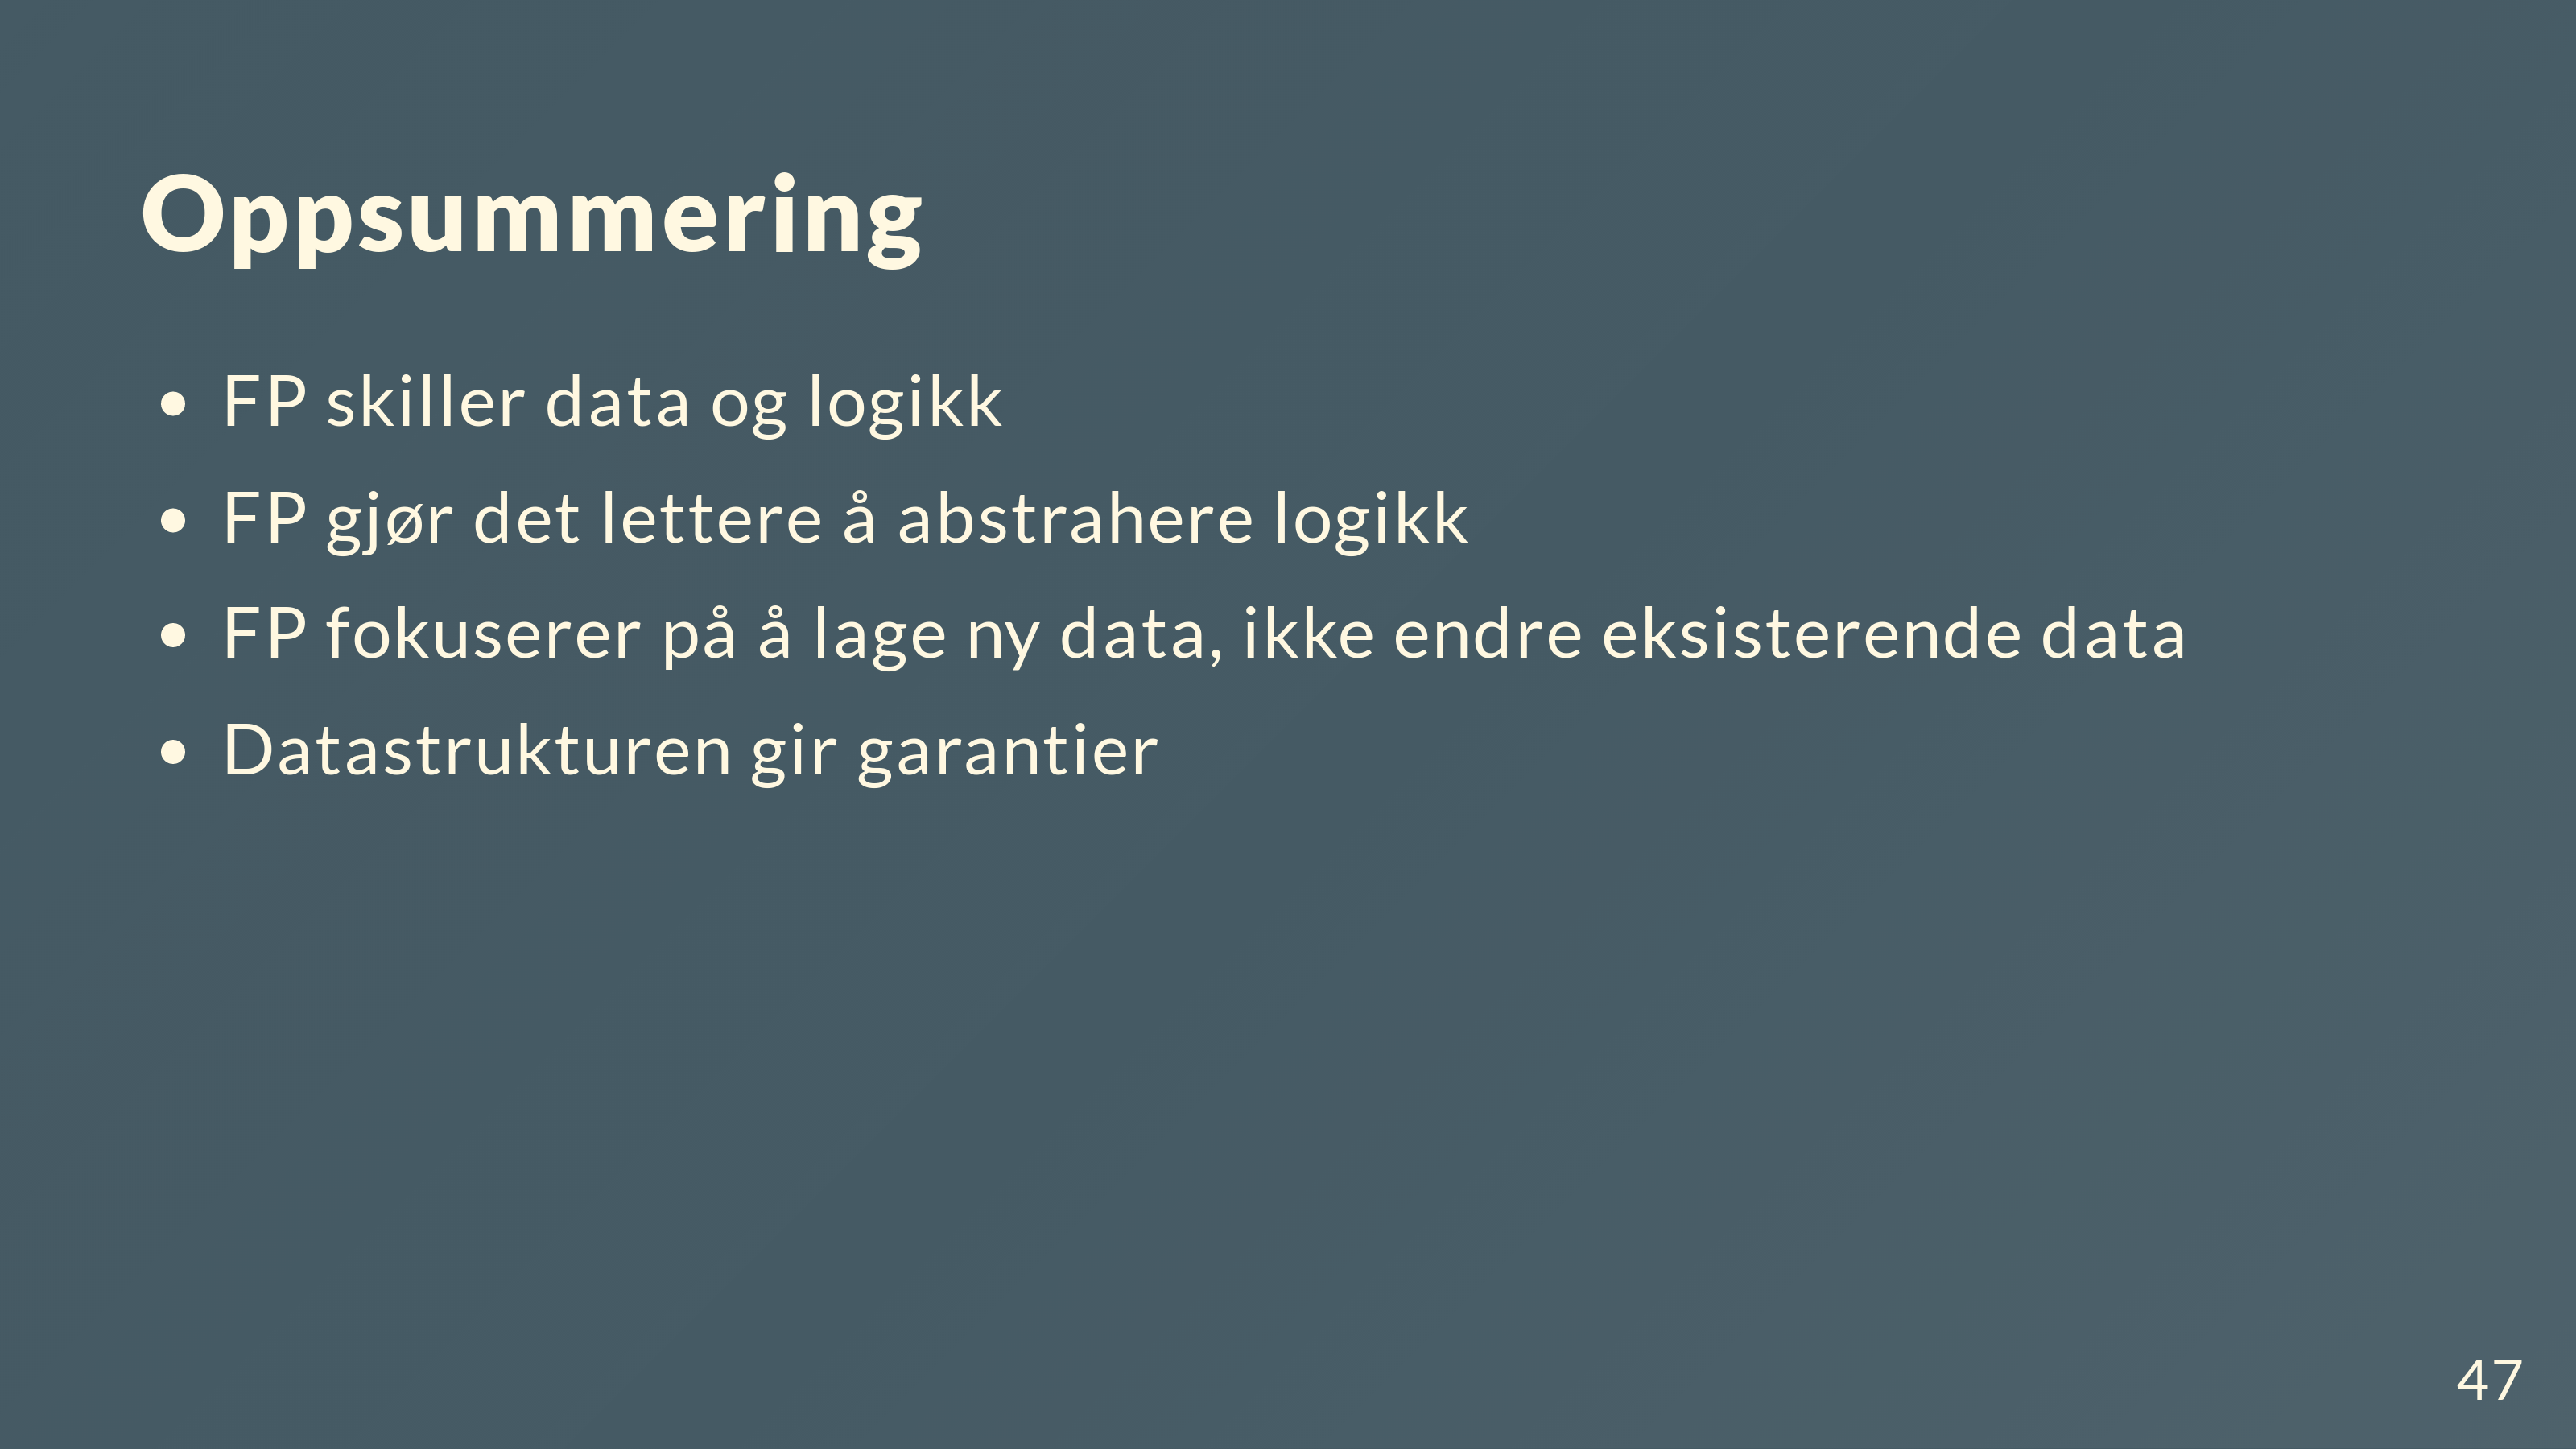 Oppsummering
• FP skiller data og logikk
• FP gjør det lettere å abstrahere logikk
• FP fokuserer på å lage ny data, ikke endre eksisterende data
• Datastrukturen gir garantier
47